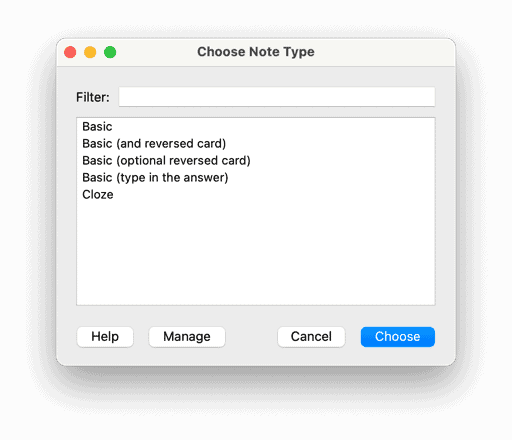 Choose Note Type
Filter:
Basic
Basic (and reversed card)
Basic (optional reversed card)
Basic (type in the answer)
Cloze
Help Manage Cancel Choose